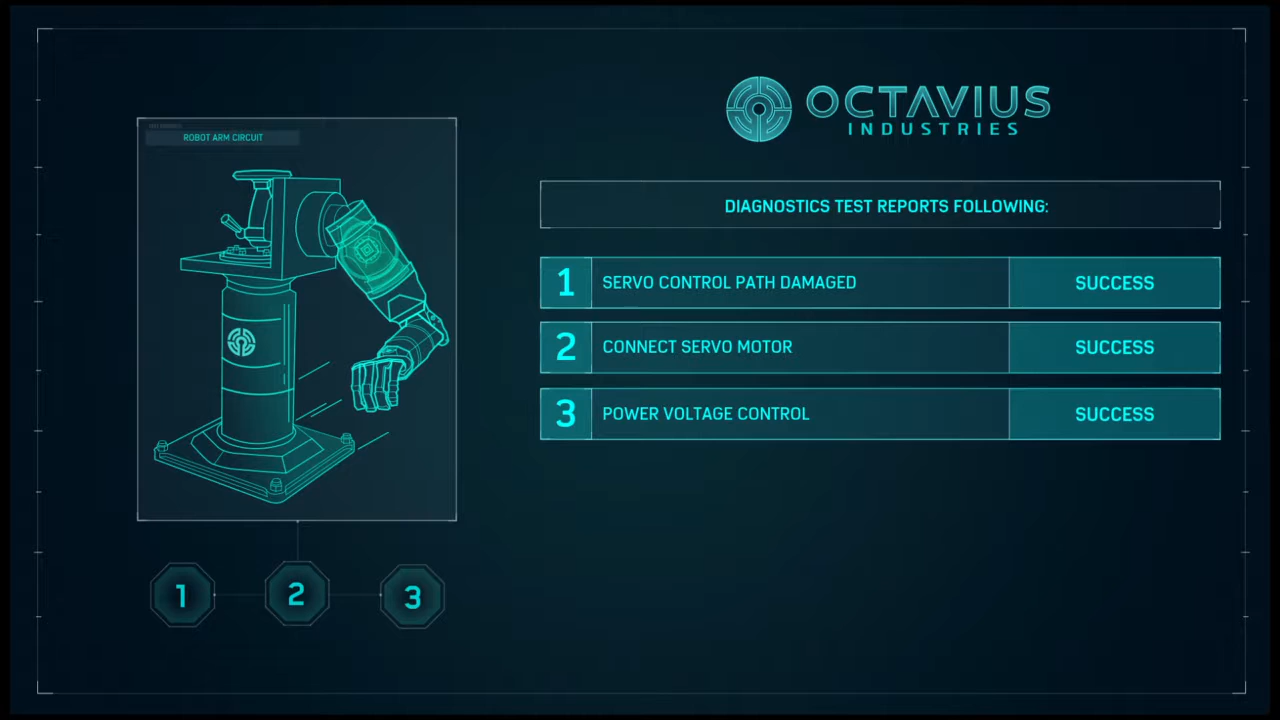 ROBOT ARM CIRCUIT
OCTAVIUS
INDUSTRIES
DIAGNOSTICS TEST REPORTS FOLLOWING:
1 SERVO CONTROL PATH DAMAGED SUCCESS
2 CONNECT SERVO MOTOR SUCCESS
3 POWER VOLTAGE CONTROL SUCCESS
1 2 3